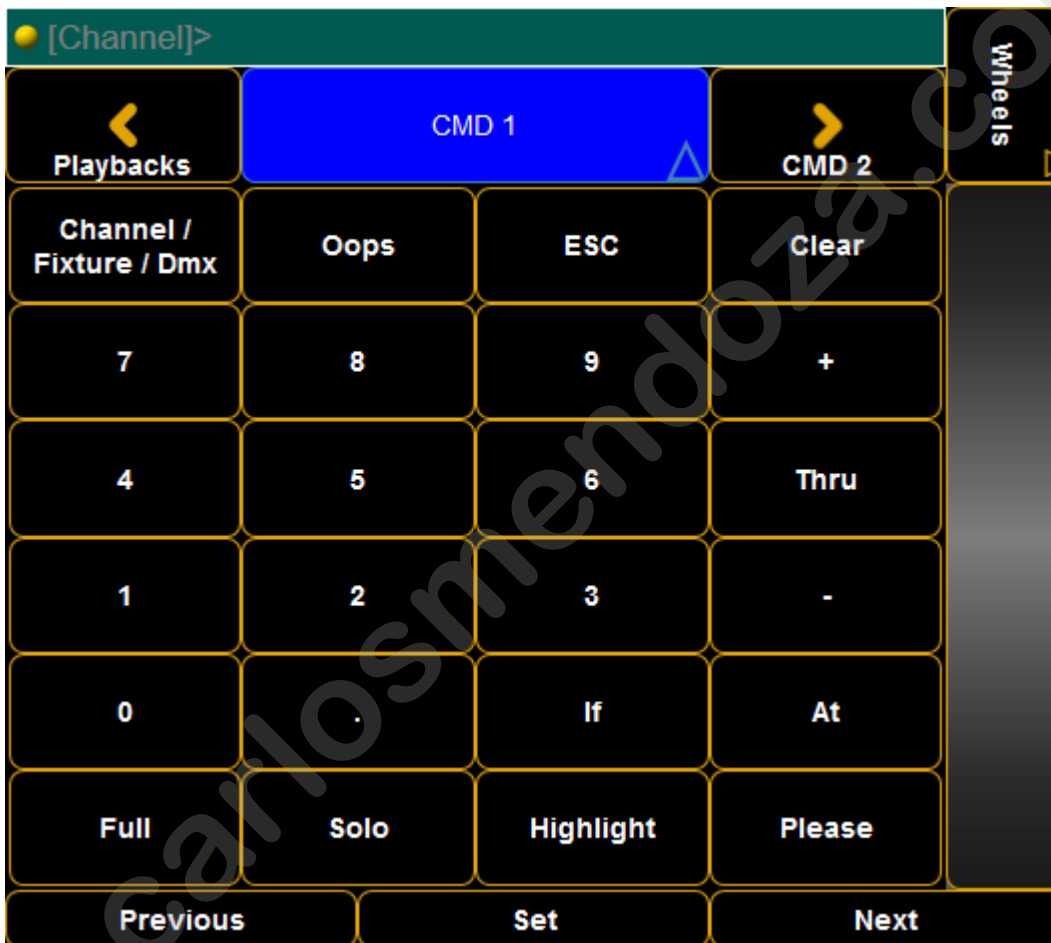 [Channel]>
Wheels
Playbacks
CMD 1
CMD 2
Channel /
Fixture / Dmx
Oops
ESC
Clear
7
8
9
+
4
5
6
Thru
1
2
3
-
0
.
If
At
Full
Solo
Highlight
Please
Previous
Set
Next
carlosmendoza.co